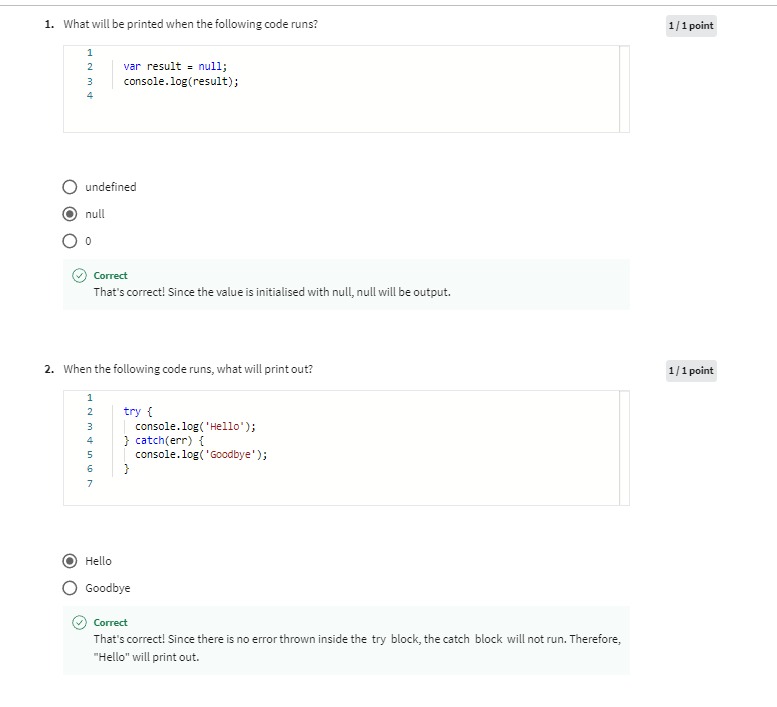 1. What will be printed when the following code runs?
1/1 point
1
2 var result = null;
3 console.log(result);
4
undefined
null
0
Correct
That's correct! Since the value is initialised with null, null will be output.
2. When the following code runs, what will print out?
1/1 point
1
2 try {
3 console.log('Hello');
4 } catch(err) {
5 console.log('Goodbye');
6 }
7
Hello
Goodbye
Correct
That's correct! Since there is no error thrown inside the try block, the catch block will not run. Therefore,
"Hello" will print out.